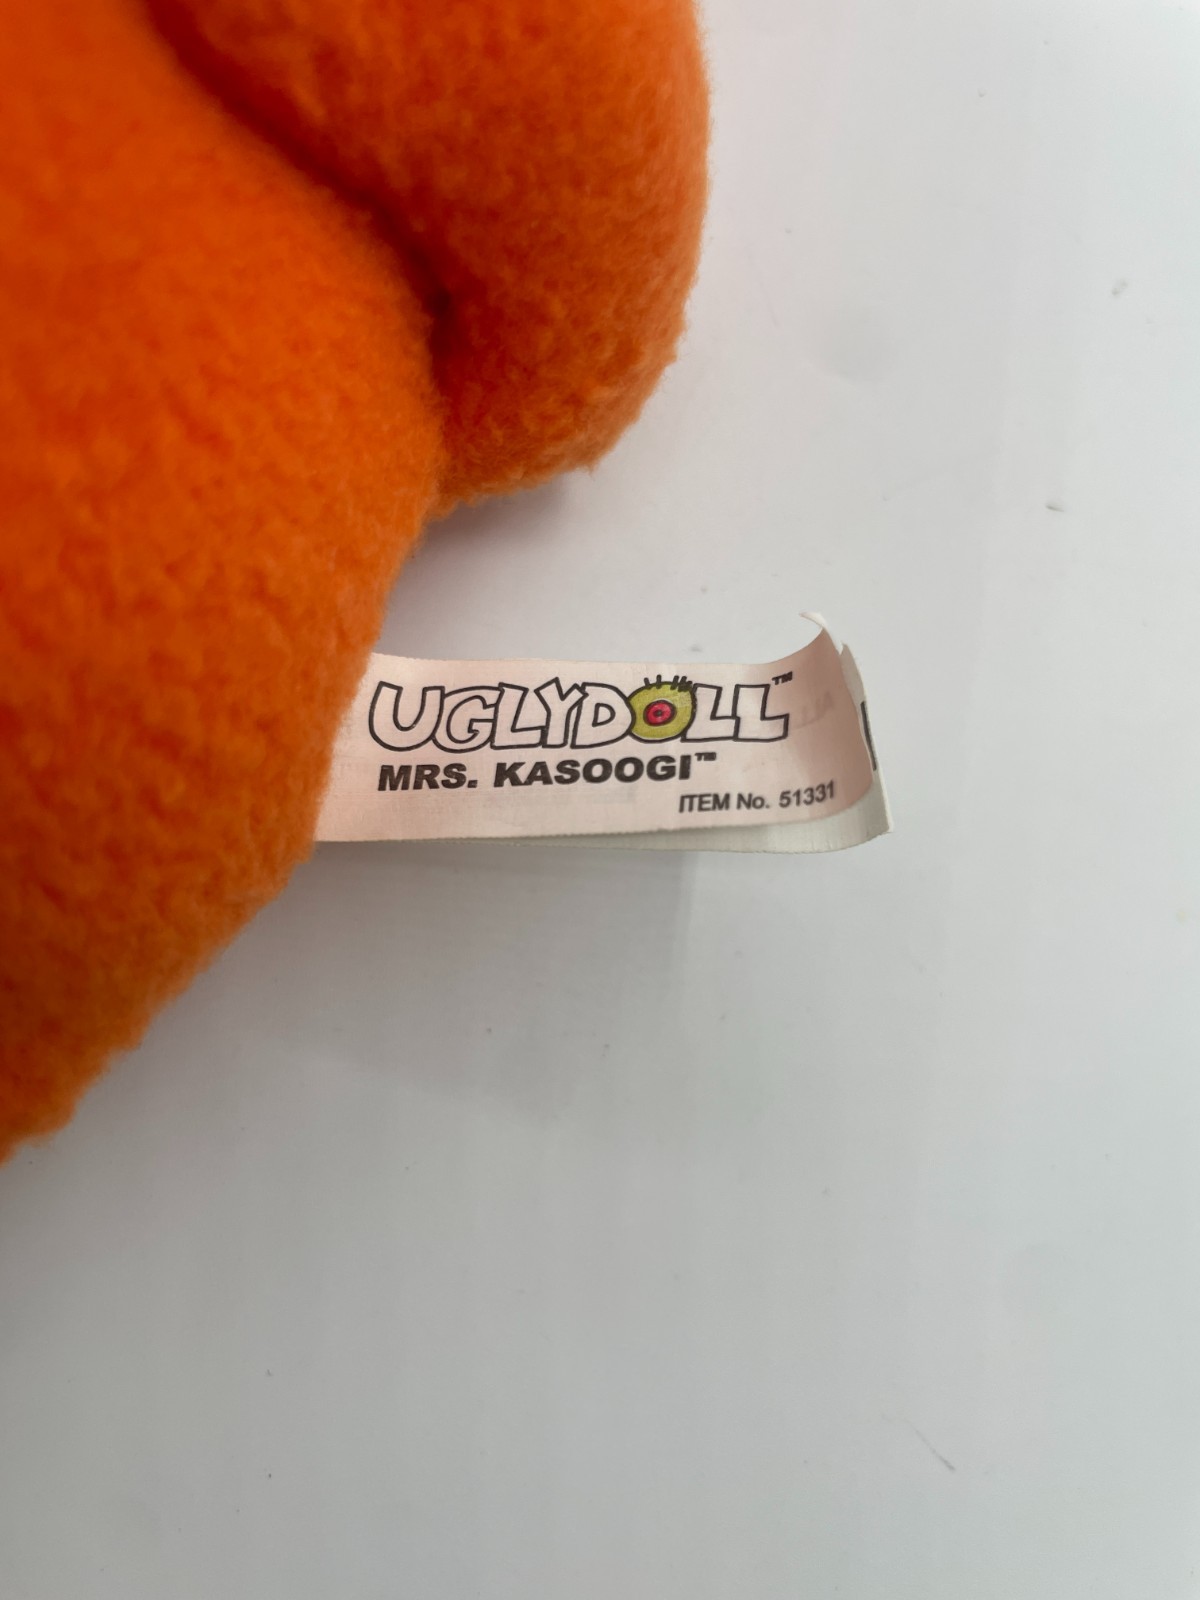 UGLYDOLL™
MRS. KASOOGI™
ITEM No. 51331